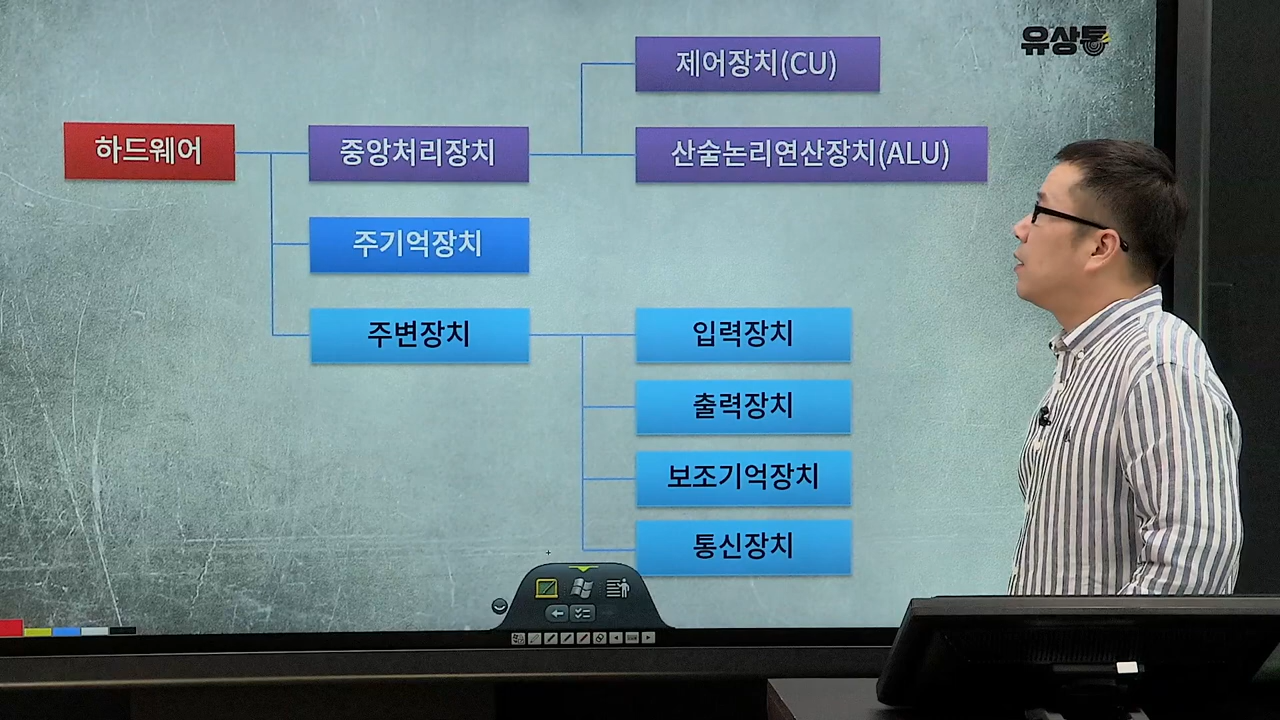 유상통
제어장치(CU)
하드웨어
중앙처리장치
산술논리연산장치(ALU)
주기억장치
주변장치
입력장치
출력장치
보조기억장치
통신장치